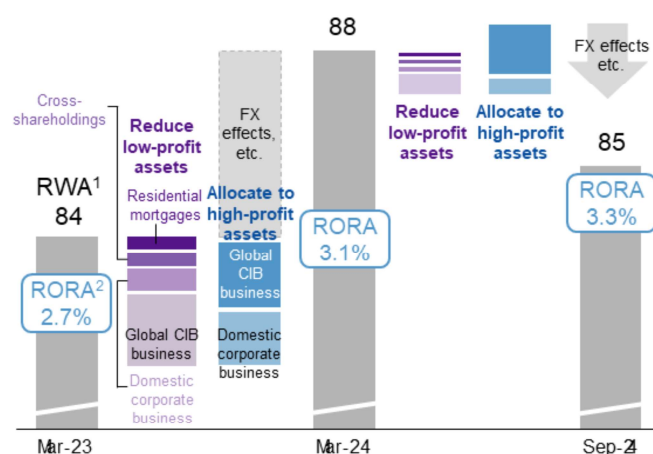 88
FX effects
etc.
Cross-
shareholdings
Reduce
low-profit
assets
FX
effects,
etc.
Reduce
low-profit
assets
Allocate to
high-profit
assets
85
RWA1
84
Residential
mortgages
Allocate to
high-profit
assets
RORA
3.1%
RORA
3.3%
RORA2
2.7%
Global
CIB
business
Global CIB
business
Domestic
corporate
business
Domestic
corporate
business
Mar-23
Mar-24
Sep-24